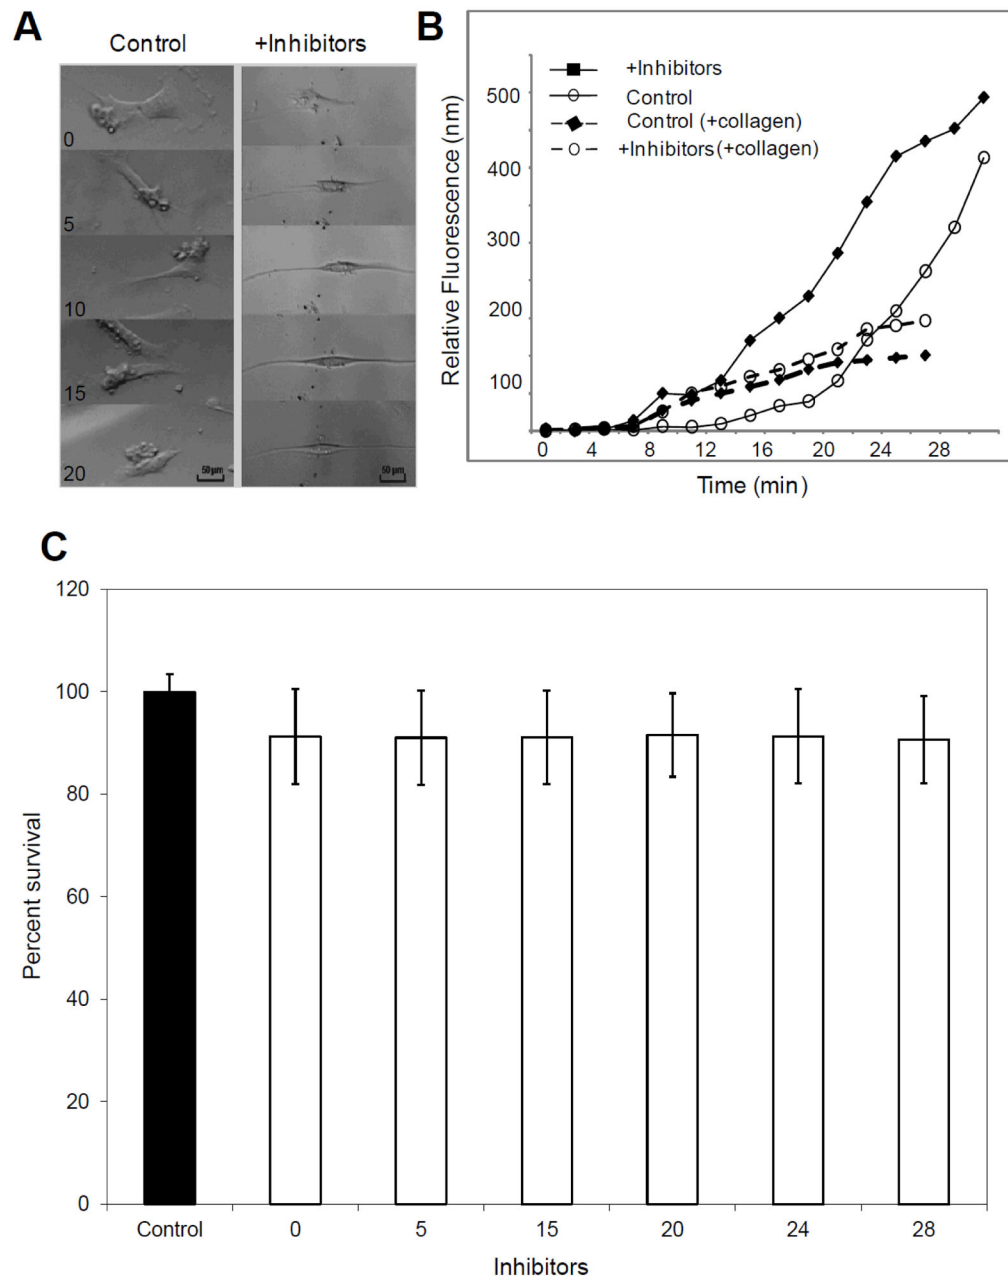 A
Control
+Inhibitors
0
5
10
15
20
50 µm
50 µm
B
+Inhibitors
Control
Control (+collagen)
+Inhibitors (+collagen)
500
400
300
200
100
Relative Fluorescence (nm)
0 4 8 12 16 20 24 28
Time (min)
C
120
100
80
60
40
20
0
Percent survival
Control 0 5 15 20 24 28
Inhibitors